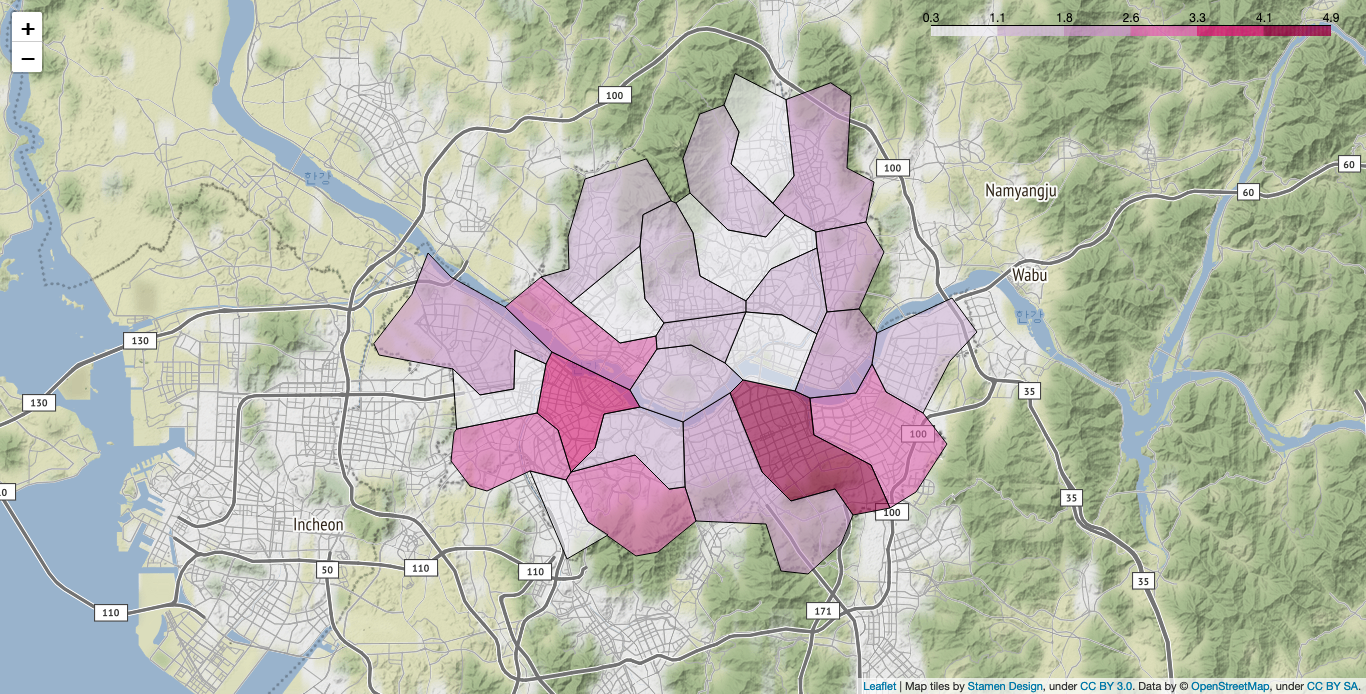 +
−
0.3 1.1 1.8 2.6 3.3 4.1 4.9
100
100
60
60
한강
Namyangju
Wabu
한강
130
130
35
100
35
.0
Incheon
100
50
110
110
35
110
171
Leaflet | Map tiles by Stamen Design, under CC BY 3.0. Data by © OpenStreetMap, under CC BY SA.